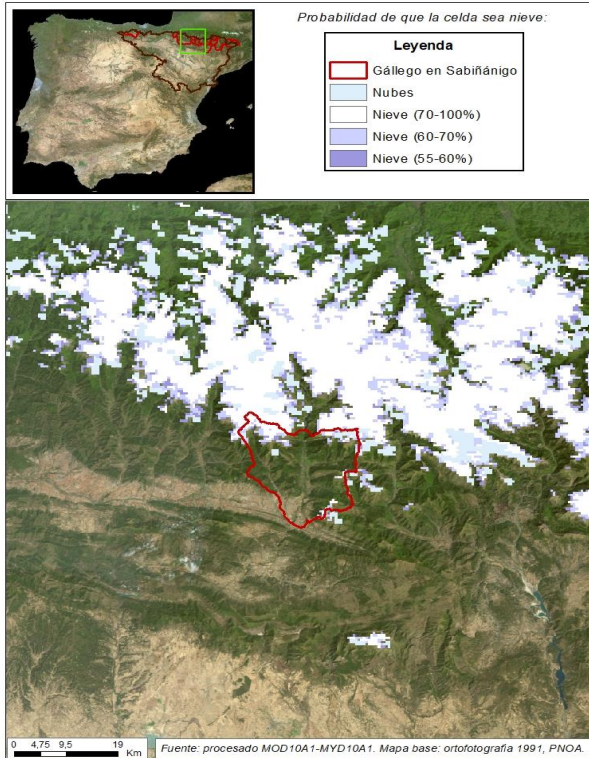 Probabilidad de que la celda sea nieve:
Leyenda
Gállego en Sabiñánigo
Nubes
Nieve (70-100%)
Nieve (60-70%)
Nieve (55-60%)
0 4,75 9,5 19
Km
Fuente: procesado MOD10A1-MYD10A1. Mapa base: ortofotografia 1991, PNOA.